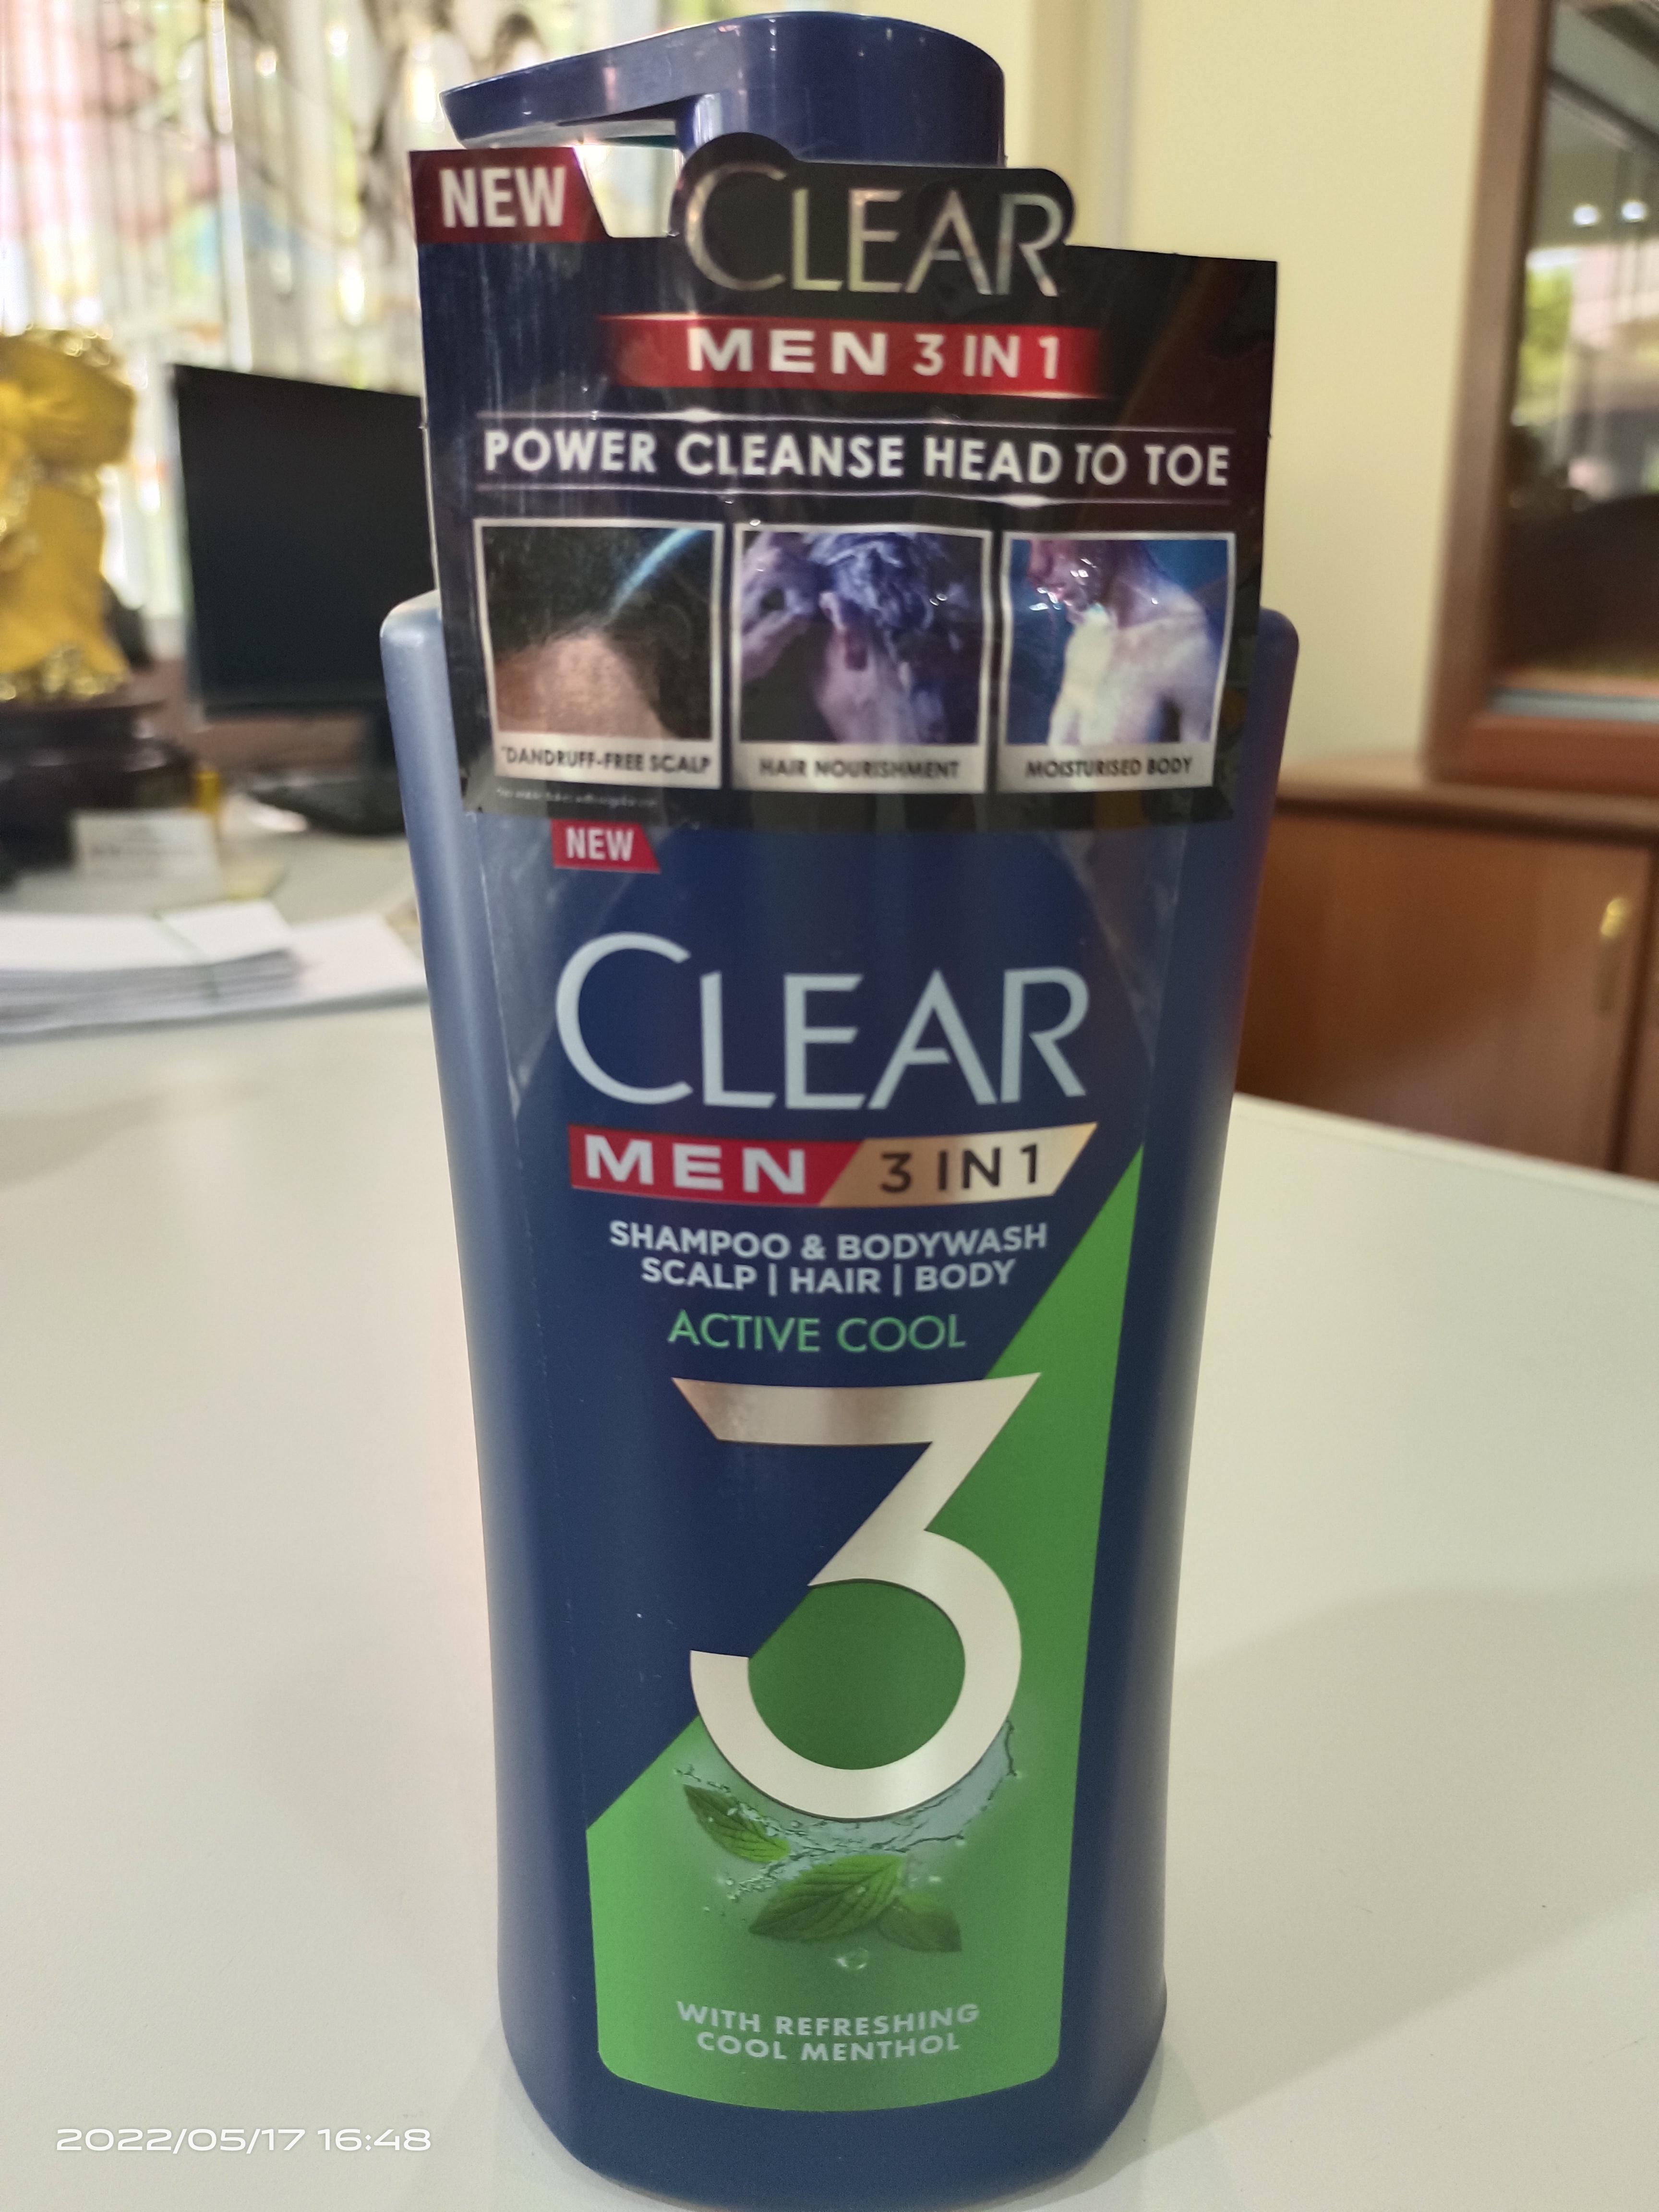 NEW
CLEAR
MEN 3 IN 1
POWER CLEANSE HEAD TO TOE
*DANDRUFF-FREE SCALP
HAIR NOURISHMENT
MOISTURISED BODY
NEW
CLEAR
MEN 3 IN 1
SHAMPOO & BODYWASH
SCALP | HAIR | BODY
ACTIVE COOL
3
WITH REFRESHING
COOL MENTHOL
2022/05/17 16:48